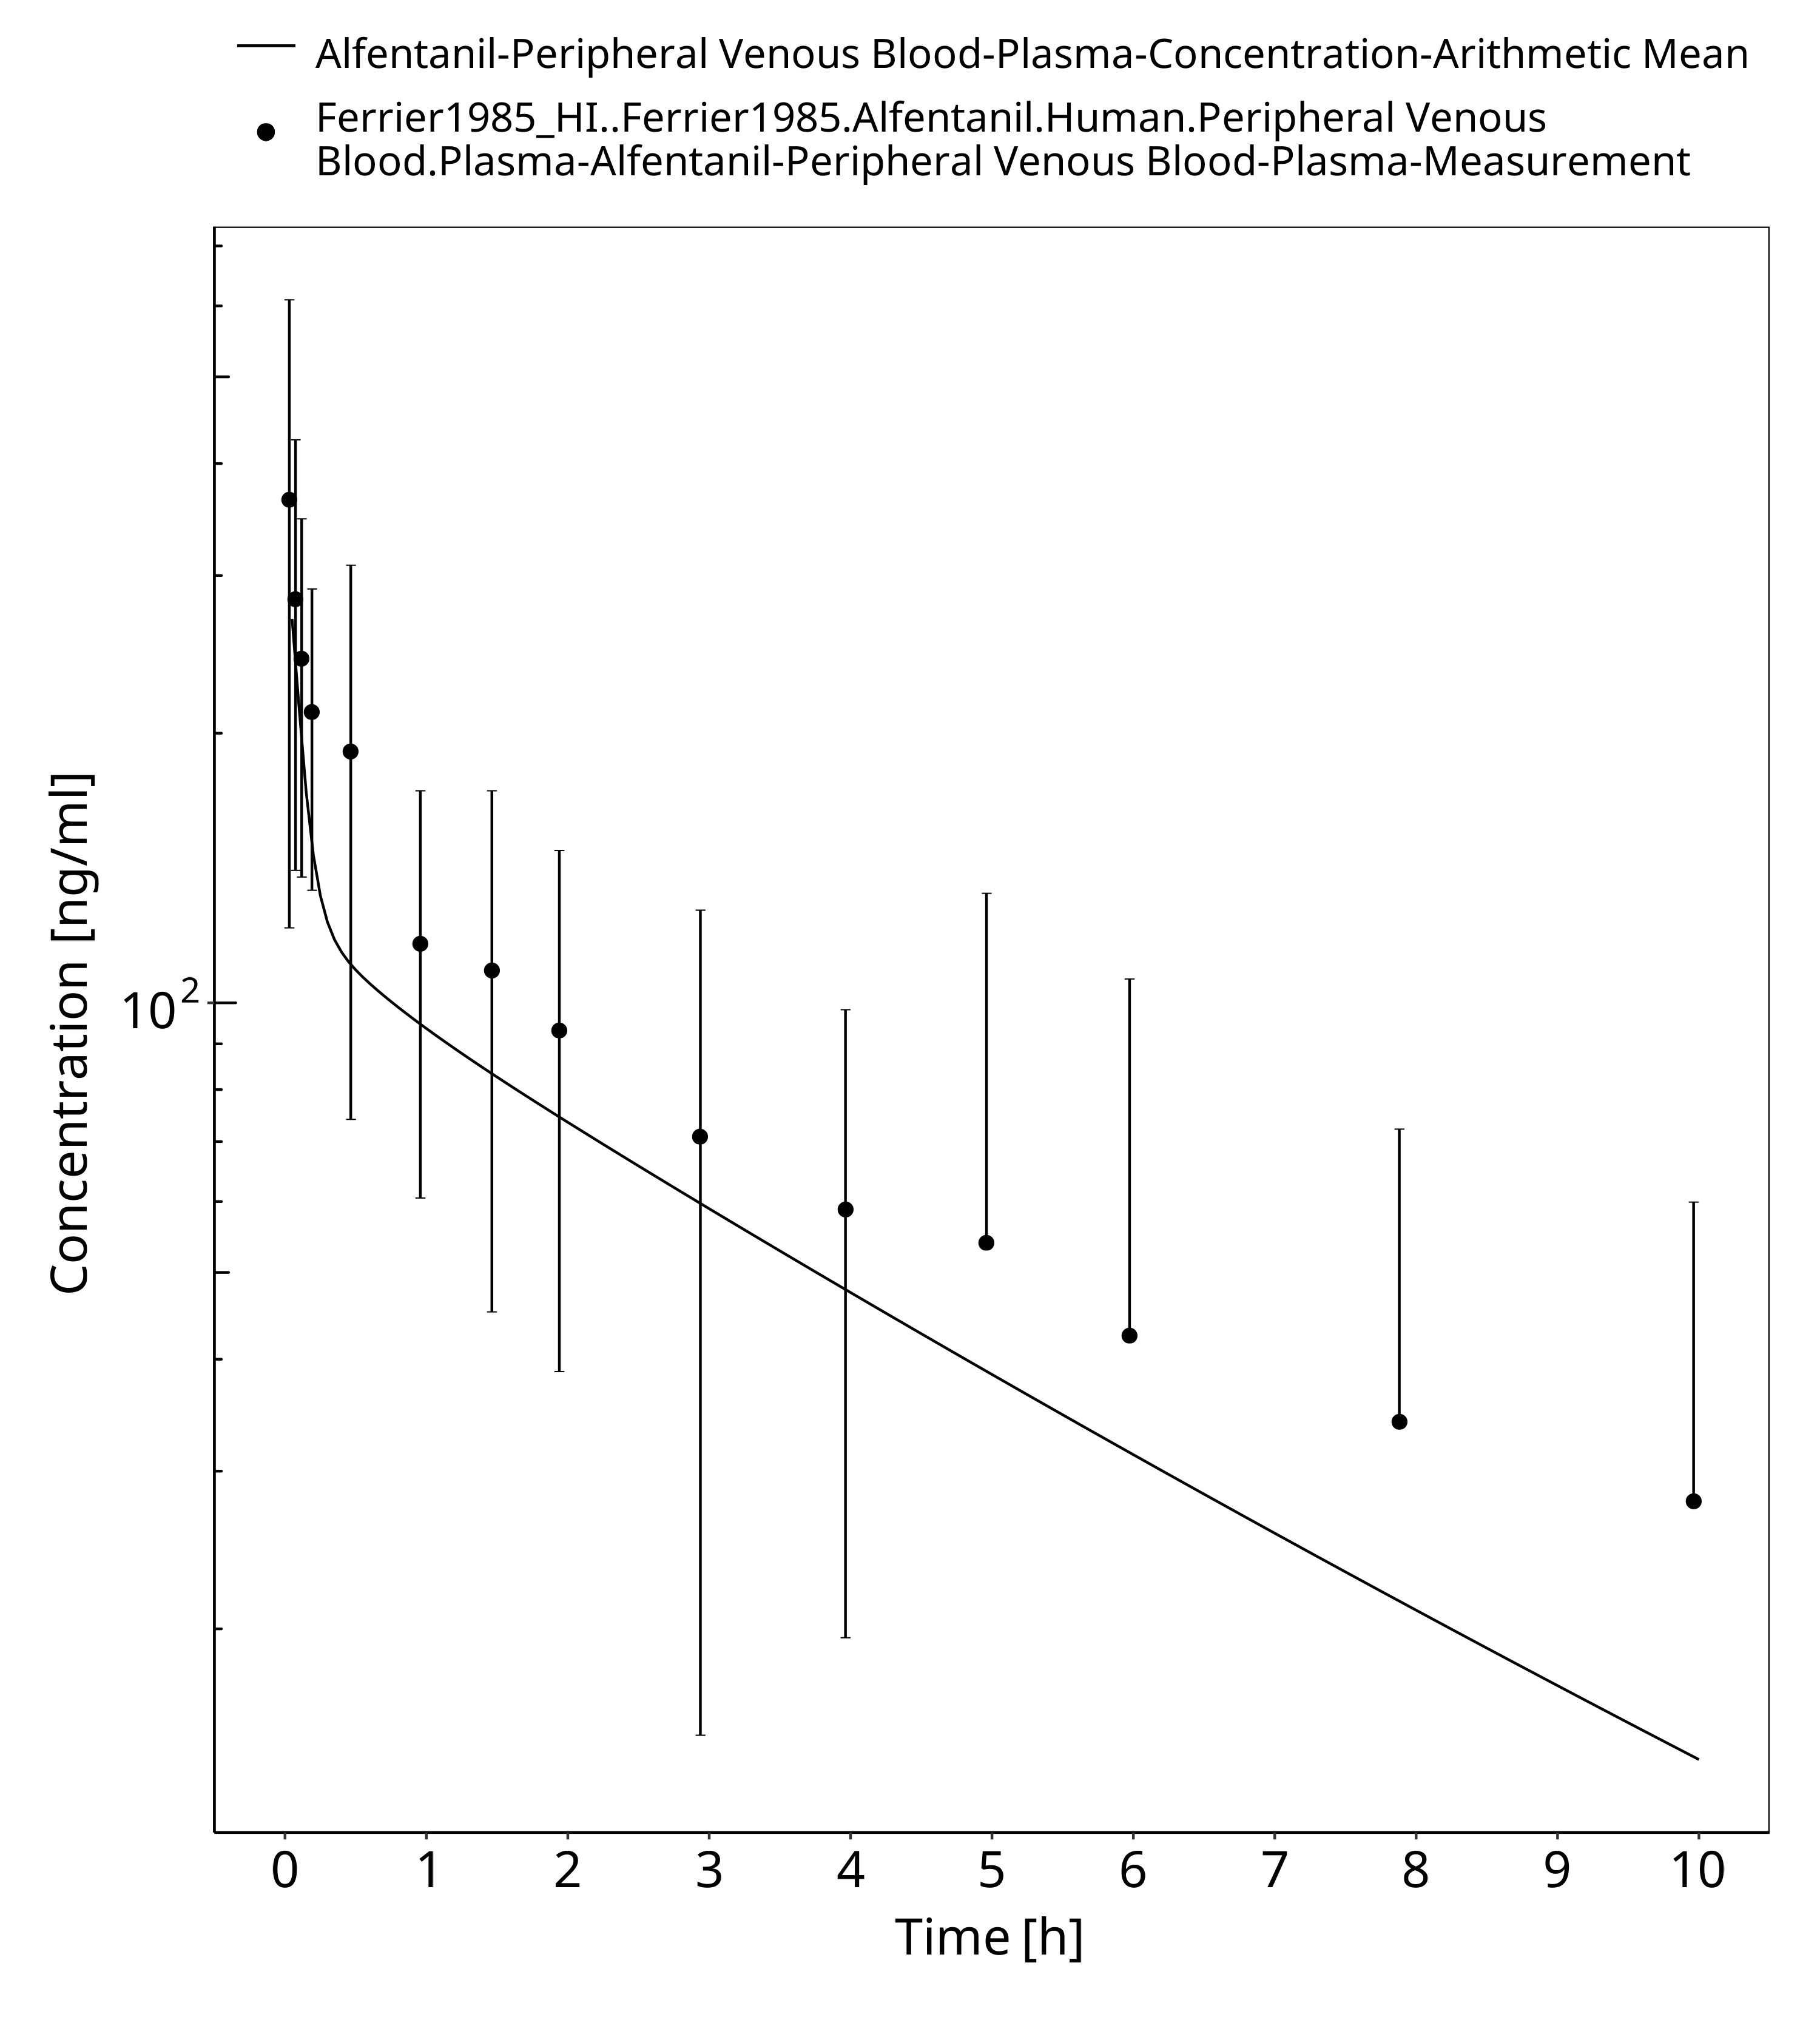 Alfentanil-Peripheral Venous Blood-Plasma-Concentration-Arithmetic Mean
Ferrier1985_HI..Ferrier1985.Alfentanil.Human.Peripheral Venous
Blood.Plasma-Alfentanil-Peripheral Venous Blood-Plasma-Measurement
Concentration [ng/ml]
10²
0 1 2 3 4 5 6 7 8 9 10
Time [h]